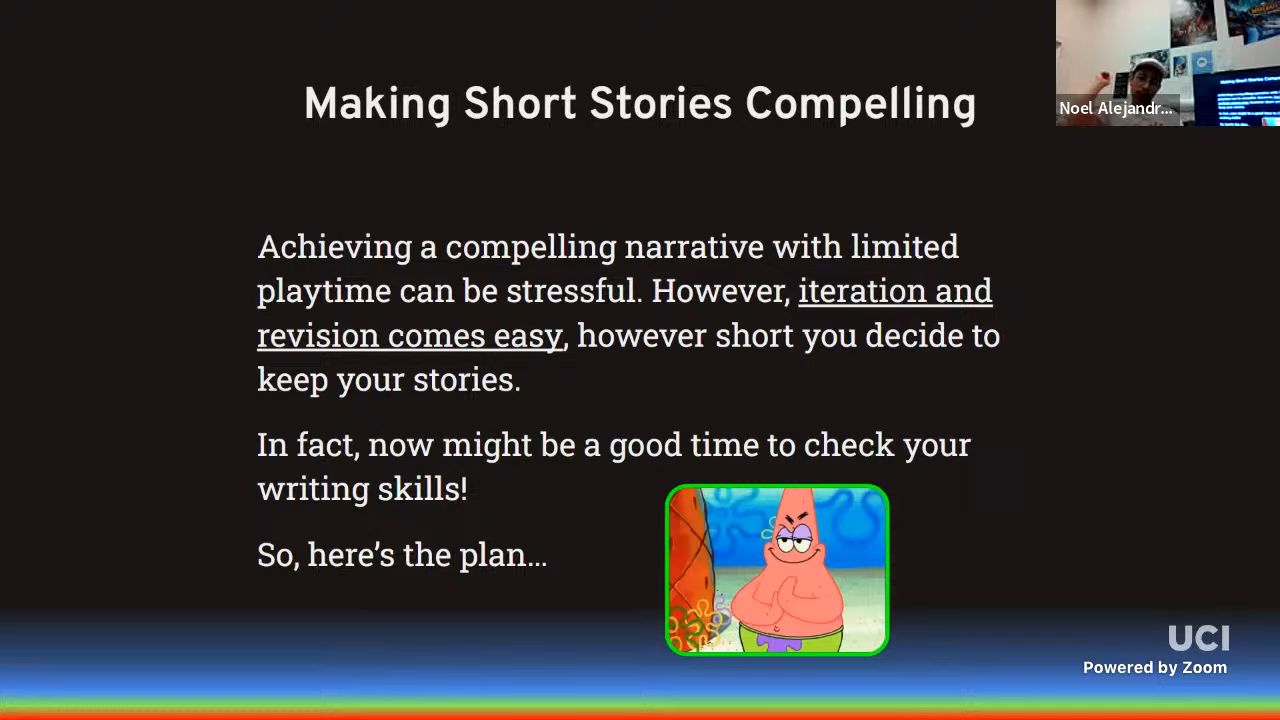 Making Short Stories Compelling
Noel Alejandr...
Achieving a compelling narrative with limited
playtime can be stressful. However, iteration and
revision comes easy, however short you decide to
keep your stories.
In fact, now might be a good time to check your
writing skills!
So, here’s the plan…
UCI
Powered by Zoom